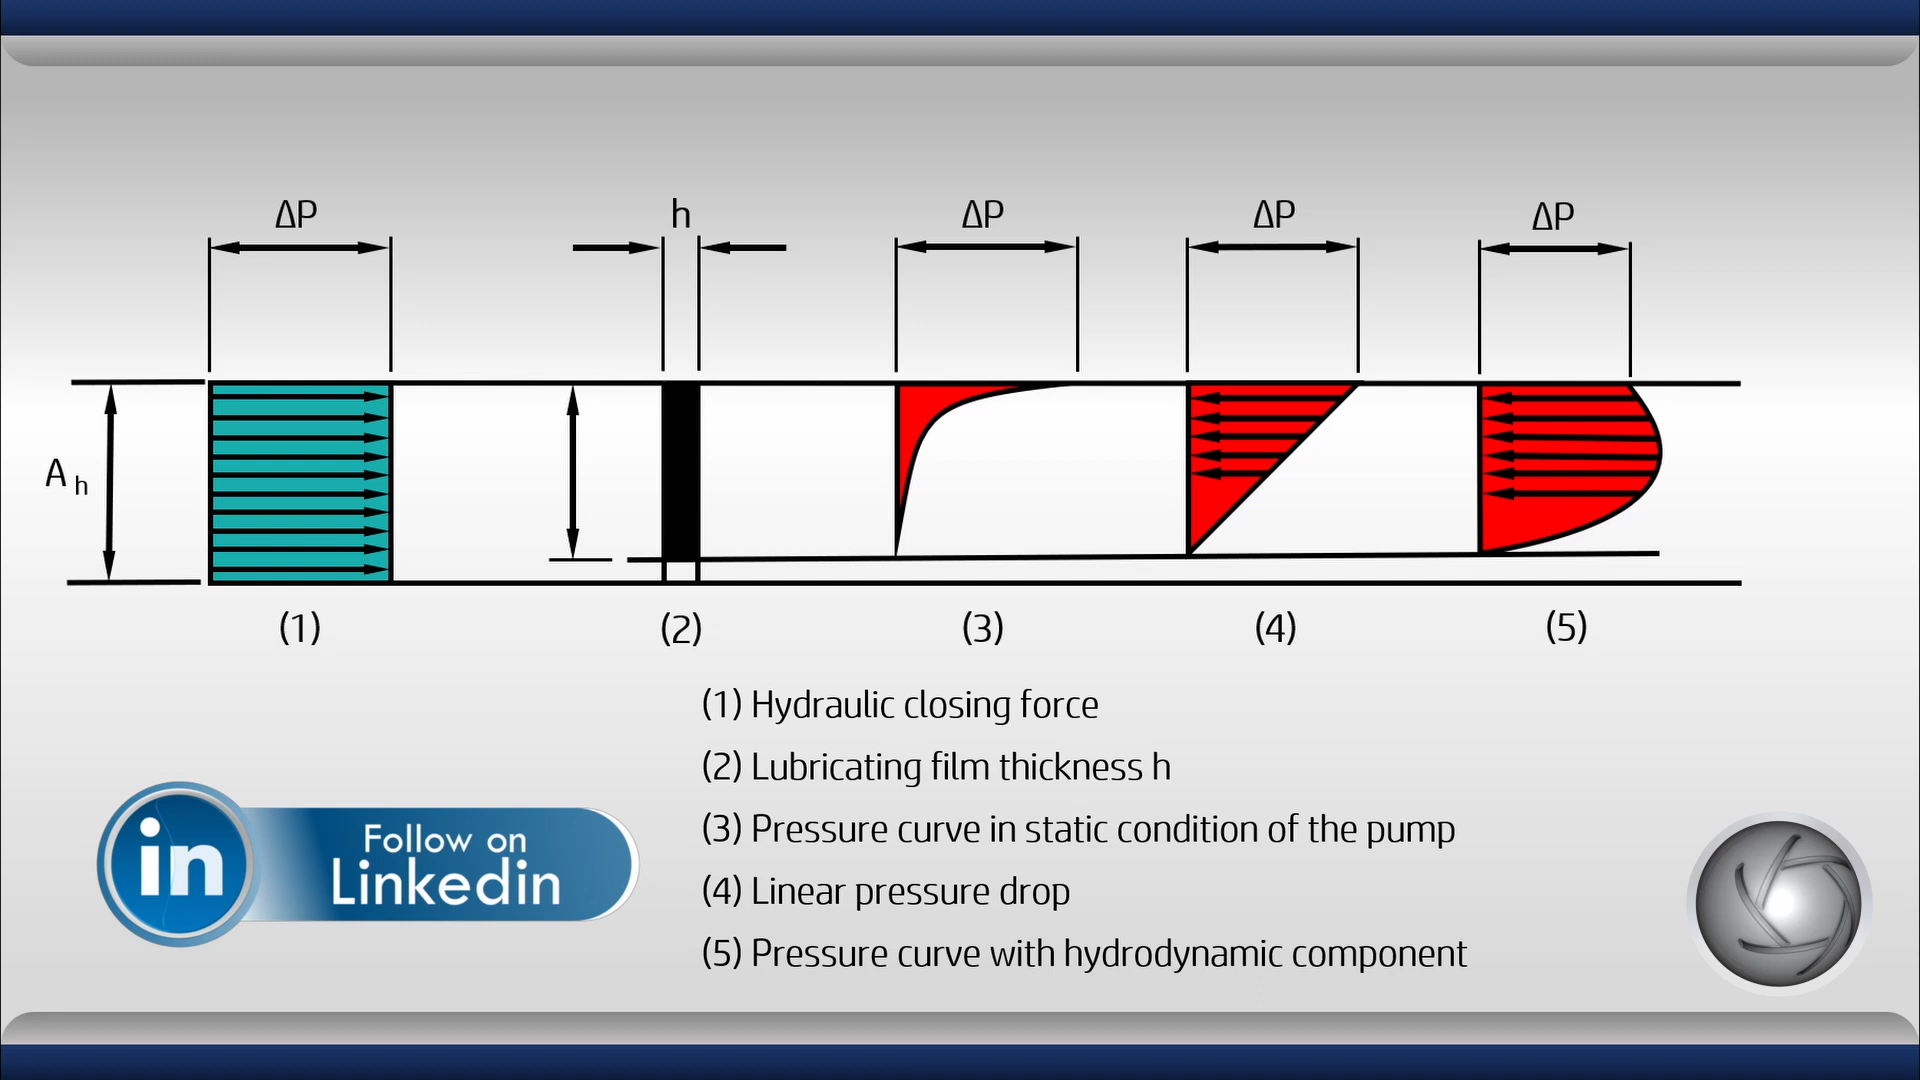 ΔP
h
ΔP
ΔP
ΔP
A h
(1)
(2)
(3)
(4)
(5)
(1) Hydraulic closing force
(2) Lubricating film thickness h
(3) Pressure curve in static condition of the pump
(4) Linear pressure drop
(5) Pressure curve with hydrodynamic component
in
Follow on
Linkedin